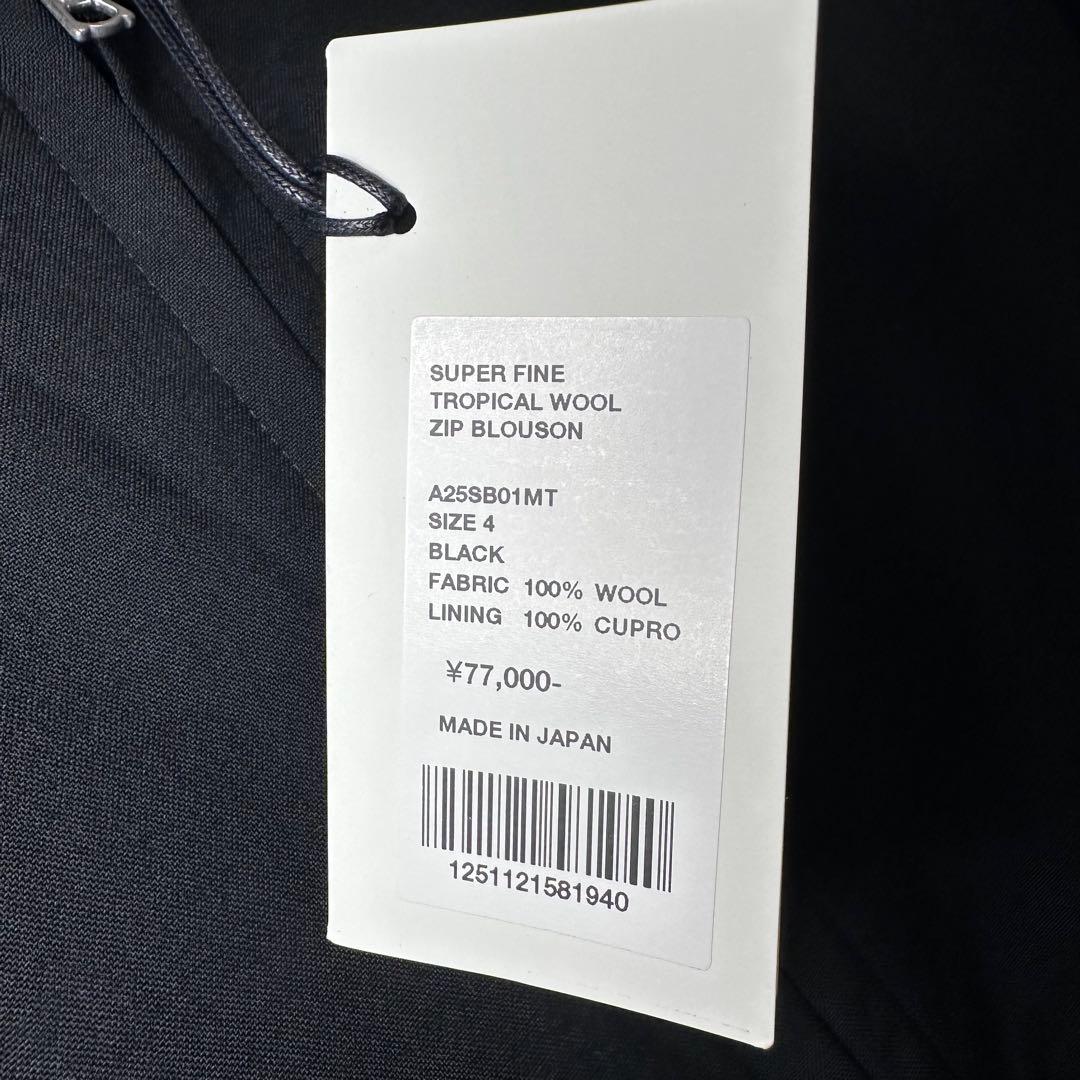 SUPER FINE
TROPICAL WOOL
ZIP BLOUSON
A25SB01MT
SIZE 4
BLACK
FABRIC 100% WOOL
LINING 100% CUPRO
¥77,000-
MADE IN JAPAN
1251121581940